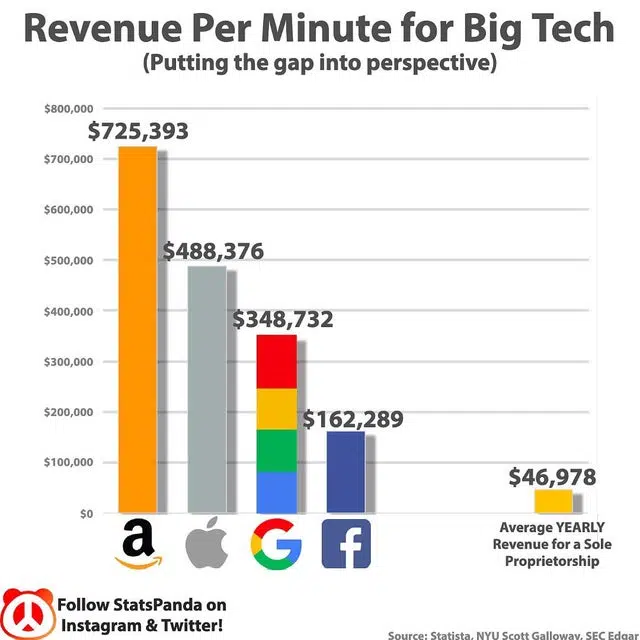 Revenue Per Minute for Big Tech
(Putting the gap into perspective)
$800,000
$725,393
$700,000
$600,000
$500,000
$488,376
$400,000
$348,732
$300,000
$200,000
$162,289
$100,000
$46,978
$0
a
G
f
Average YEARLY
Revenue for a Sole
Proprietorship
Follow StatsPanda on
Instagram & Twitter!
Source: Statista, NYU Scott Galloway, SEC Edgar